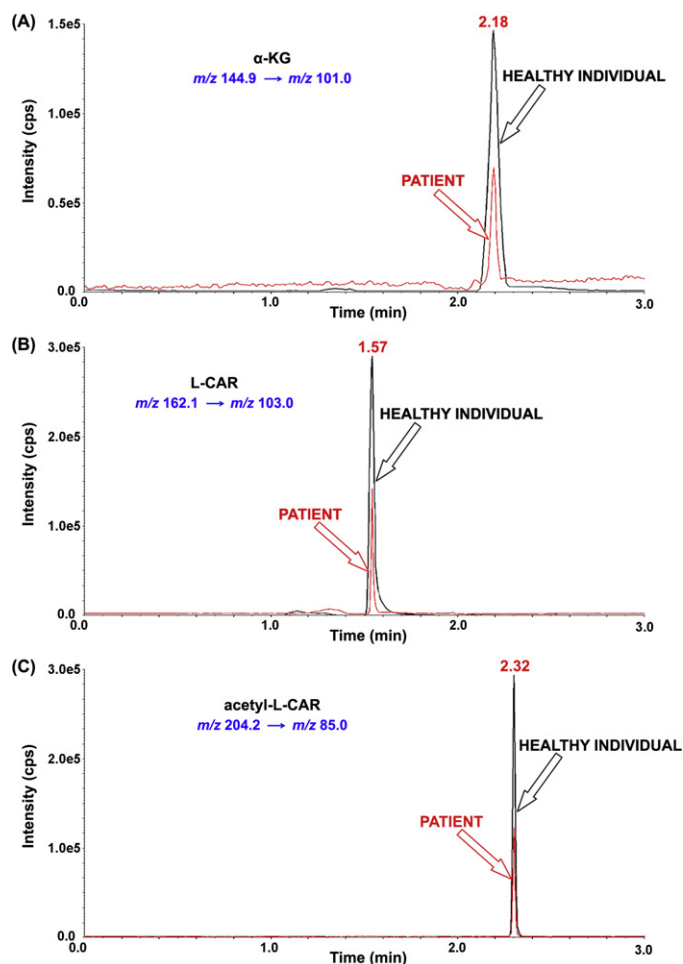 (A)
1.5e5
2.18
α-KG
m/z 144.9 → m/z 101.0
HEALTHY INDIVIDUAL
1.0e5
Intensity (cps)
PATIENT
0.5e5
0.0
0.0 1.0 2.0 3.0
Time (min)
(B)
3.0e5
1.57
L-CAR
m/z 162.1 → m/z 103.0
HEALTHY INDIVIDUAL
2.0e5
Intensity (cps)
PATIENT
1.0e5
0.0
0.0 1.0 2.0 3.0
Time (min)
(C)
3.0e5
2.32
acetyl-L-CAR
m/z 204.2 → m/z 85.0
HEALTHY INDIVIDUAL
2.0e5
Intensity (cps)
PATIENT
1.0e5
0.0
0.0 1.0 2.0 3.0
Time (min)